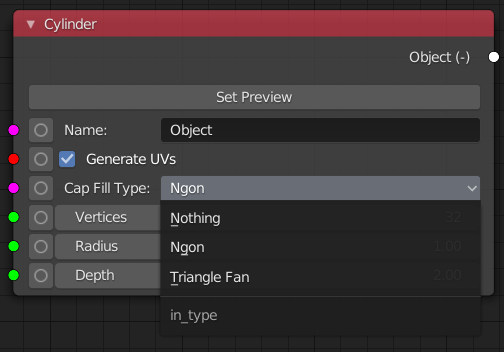 Cylinder
Object (-)
Set Preview
Name: Object
Generate UVs
Cap Fill Type: Ngon
Nothing
Vertices 32
Ngon
Radius 1.00
Triangle Fan
Depth 2.00
in_type